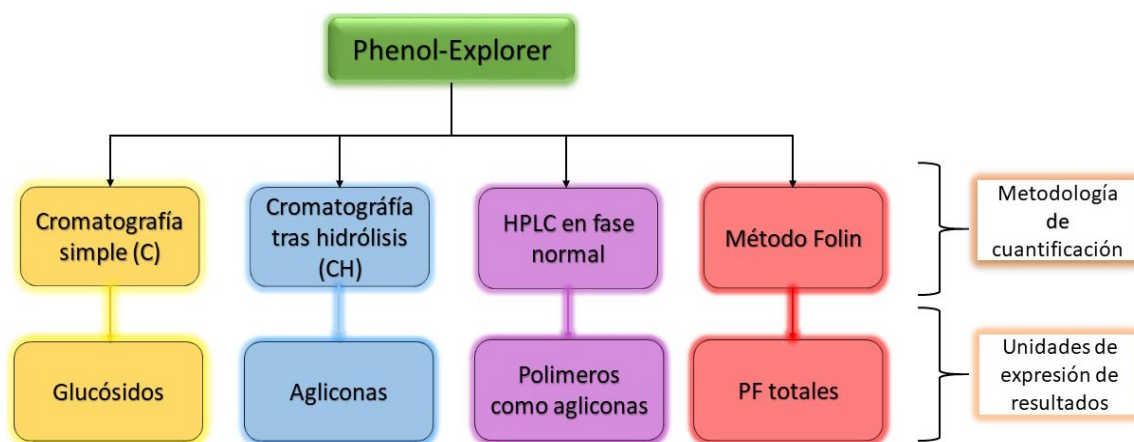 Phenol-Explorer
Cromatografía
simple (C)
Cromatográfía
tras hidrólisis
(CH)
HPLC en fase
normal
Método Folin
Metodología
de
cuantificación
Glucósidos
Agliconas
Polimeros
como agliconas
PF totales
Unidades de
expresión de
resultados